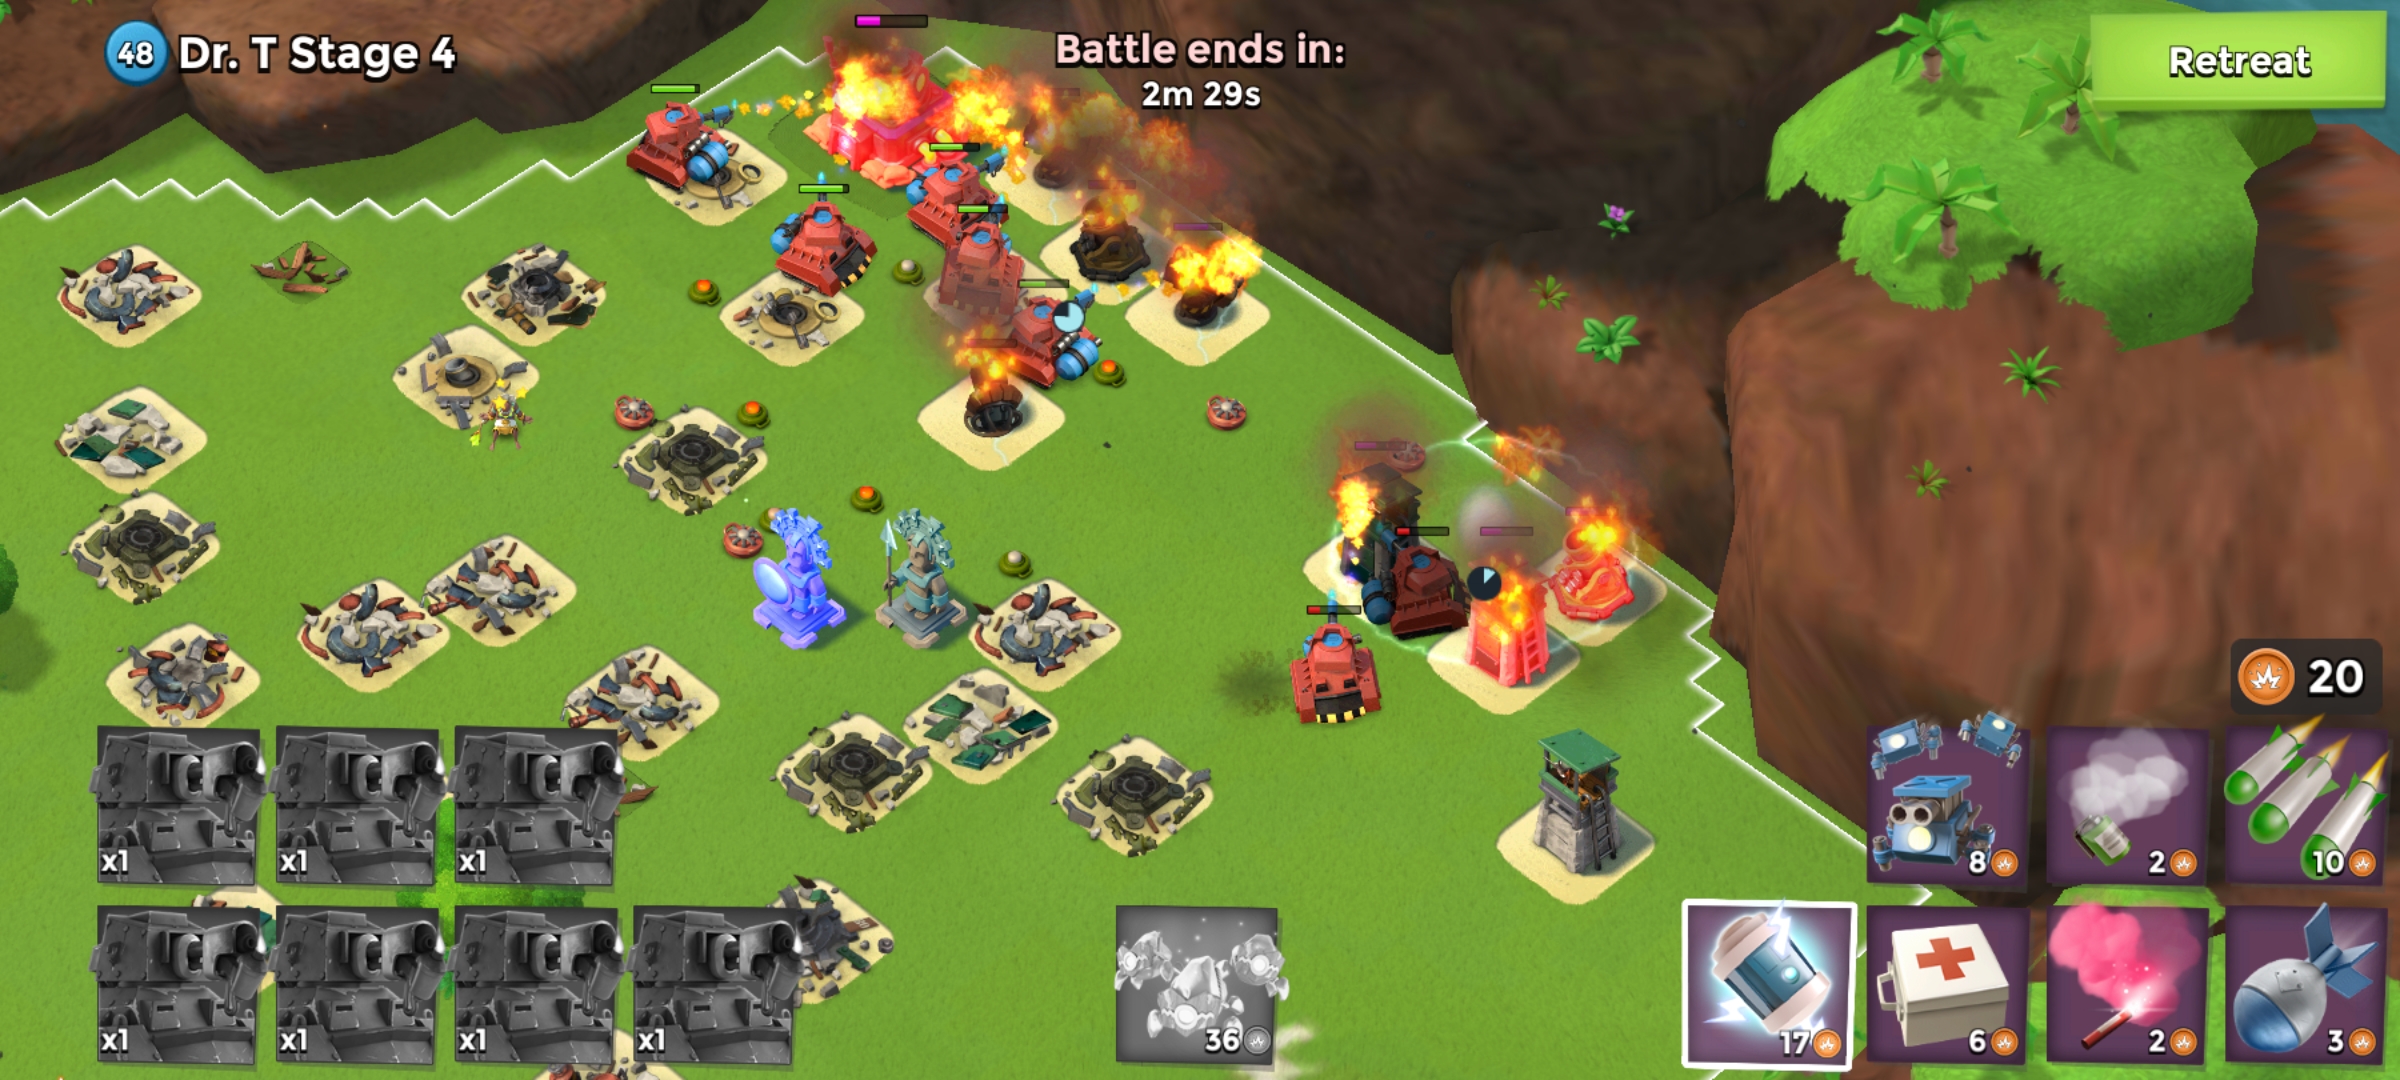 48 Dr. T Stage 4
Battle ends in:
2m 29s
Retreat
20
x1 x1 x1
8 2 10
x1 x1 x1 x1
36 17 6 2 3